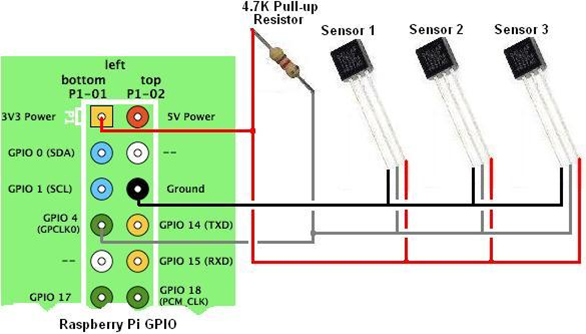 4.7K Pull-up
Resistor
Sensor 1
Sensor 2
Sensor 3
left
bottom
top
P1-01
P1-02
3V3 Power
P1
5V Power
GPIO 0 (SDA)
--
GPIO 1 (SCL)
Ground
GPIO 4
(GPCLK0)
GPIO 14 (TXD)
--
GPIO 15 (RXD)
GPIO 17
GPIO 18
(PCM_CLK)
Raspberry Pi GPIO